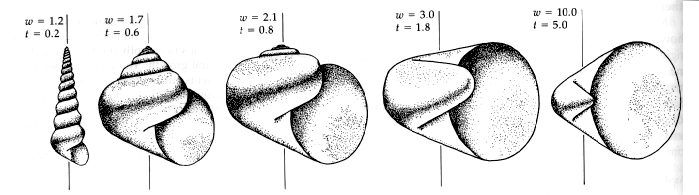 w = 1.2
t = 0.2
w = 1.7
t = 0.6
w = 2.1
t = 0.8
w = 3.0
t = 1.8
w = 10.0
t = 5.0